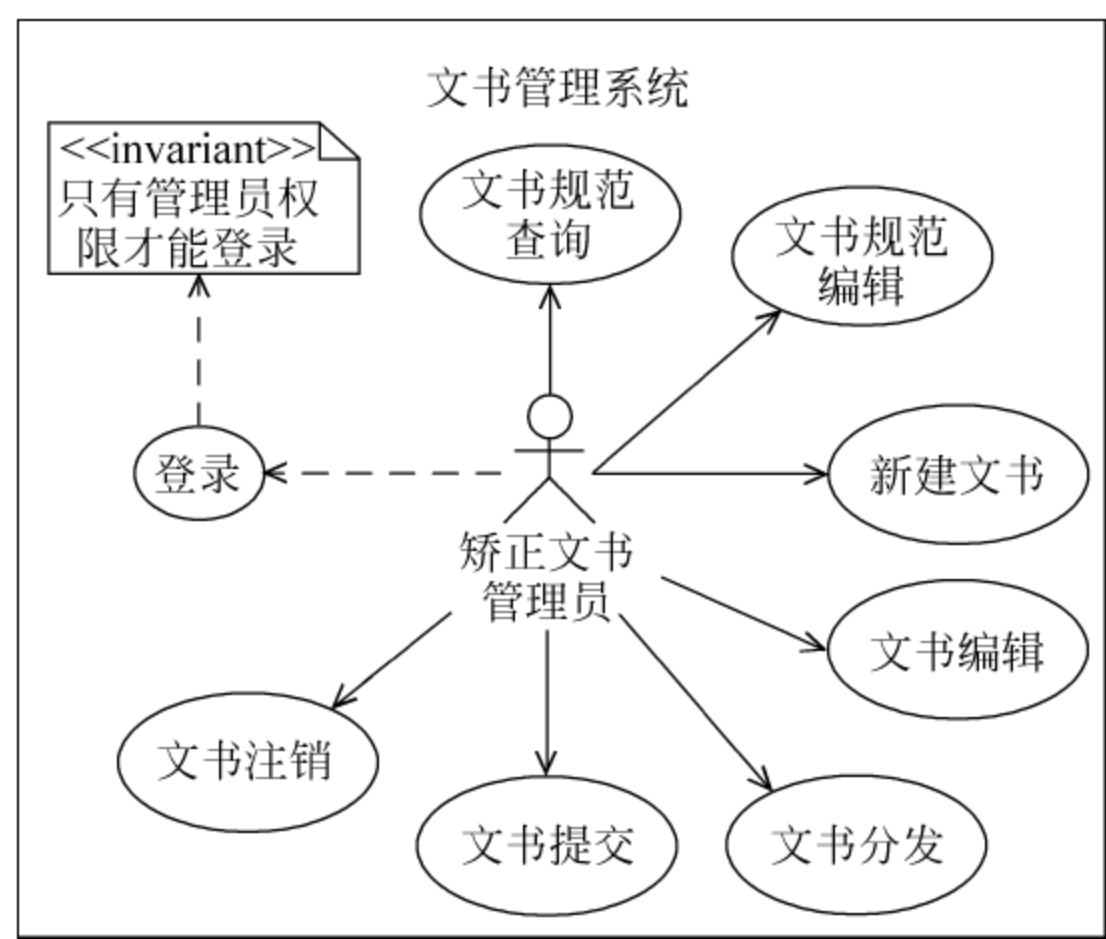 文书管理系统
<<invariant>>
只有管理员权
限才能登录
文书规范
查询
文书规范
编辑
登录
新建文书
矫正文书
管理员
文书编辑
文书注销
文书提交
文书分发